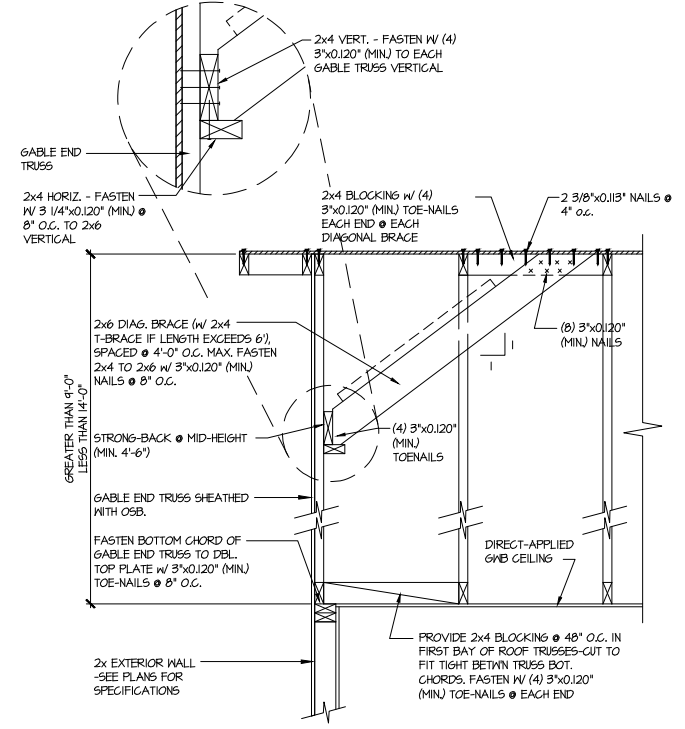 2x4 VERT. - FASTEN W/ (4)
3"x0.120" (MIN.) TO EACH
GABLE TRUSS VERTICAL
GABLE END
TRUSS
2x4 HORIZ. - FASTEN
W/ 3 1/4"x0.120" (MIN.) @
8" O.C. TO 2x6
VERTICAL
2x4 BLOCKING W/ (4)
3"x0.120" (MIN.) TOE-NAILS
EACH END @ EACH
DIAGONAL BRACE
2 3/8"x0.113" NAILS @
4" o.c.
2x6 DIAG. BRACE (W/ 2x4
T-BRACE IF LENGTH EXCEEDS 6'),
SPACED @ 4'-0" O.C. MAX. FASTEN
2x4 TO 2x6 W/ 3"x0.120" (MIN.)
NAILS @ 8" O.C.
(8) 3"x0.120"
(MIN.) NAILS
1
1
GREATER THAN 9'-0"
LESS THAN 14'-0"
STRONG-BACK @ MID-HEIGHT
(MIN. 4'-6")
(4) 3"x0.120"
(MIN.)
TOENAILS
GABLE END TRUSS SHEATHED
WITH OSB.
FASTEN BOTTOM CHORD OF
GABLE END TRUSS TO DBL.
TOP PLATE W/ 3"x0.120" (MIN.)
TOE-NAILS @ 8" O.C.
DIRECT-APPLIED
GWB CEILING
2x EXTERIOR WALL
-SEE PLANS FOR
SPECIFICATIONS
PROVIDE 2x4 BLOCKING @ 48" O.C. IN
FIRST BAY OF ROOF TRUSSES-CUT TO
FIT TIGHT BETW'N TRUSS BOT.
CHORDS. FASTEN W/ (4) 3"x0.120"
(MIN.) TOE-NAILS @ EACH END